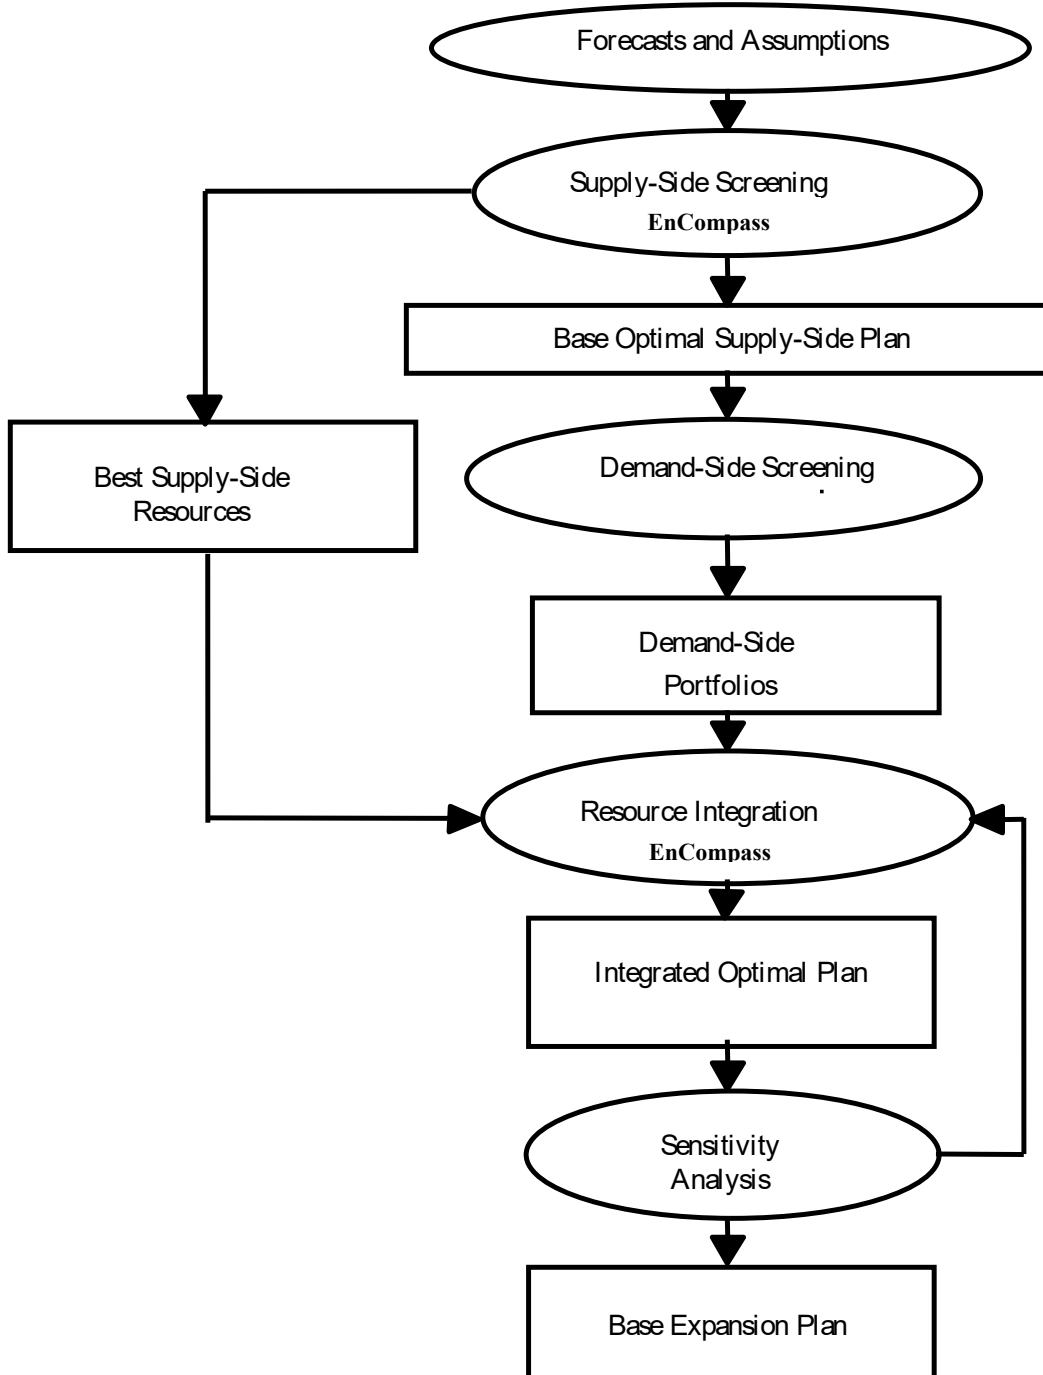 Forecasts and Assumptions
Supply-Side Screening
EnCompass
Base Optimal Supply-Side Plan
Best Supply-Side
Resources
Demand-Side Screening
.
Demand-Side
Portfolios
Resource Integration
EnCompass
Integrated Optimal Plan
Sensitivity
Analysis
Base Expansion Plan